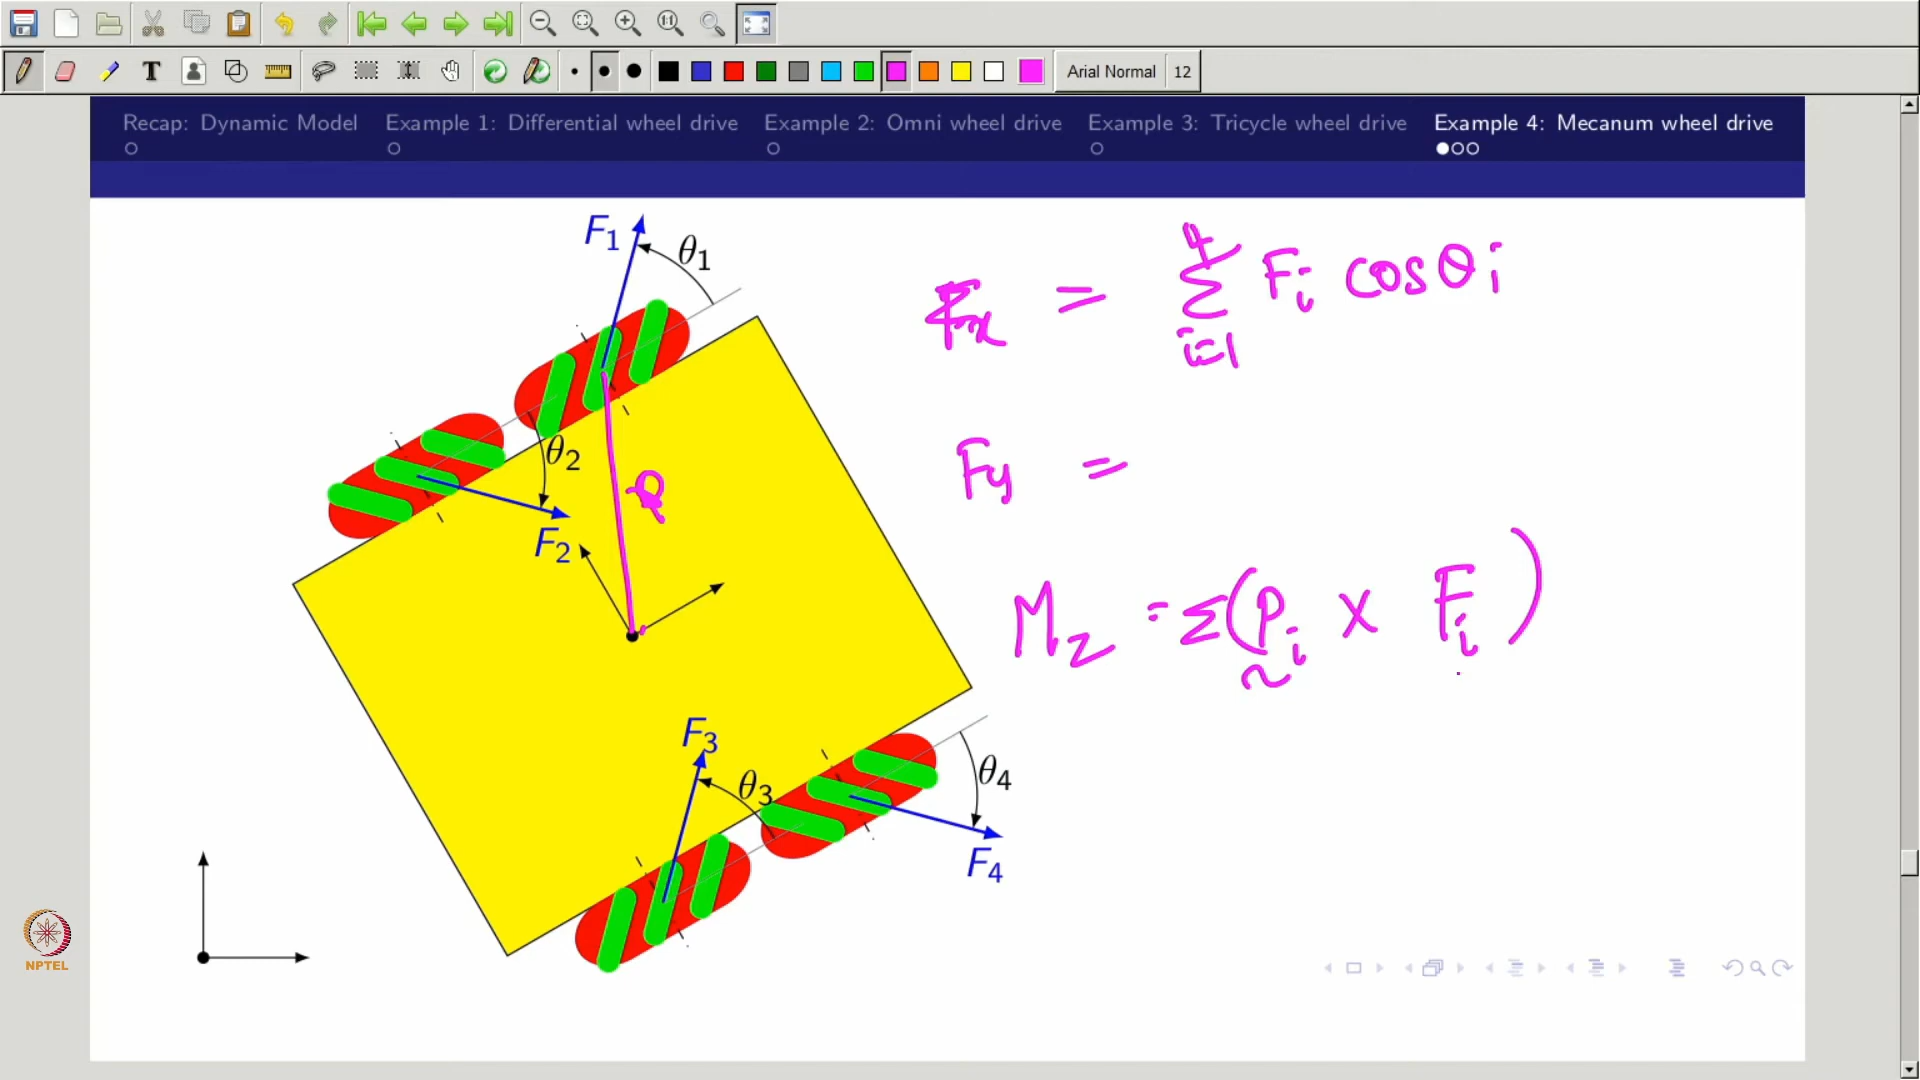 Arial Normal 12
Recap: Dynamic Model Example 1: Differential wheel drive Example 2: Omni wheel drive Example 3: Tricycle wheel drive Example 4: Mecanum wheel drive
F1
θ1
Fx = Σ Fi cosθi
4
i=1
θ2
F2
Fy =
Mz = Σ(Pi × Fi)
F3
θ3
θ4
F4
NPTEL